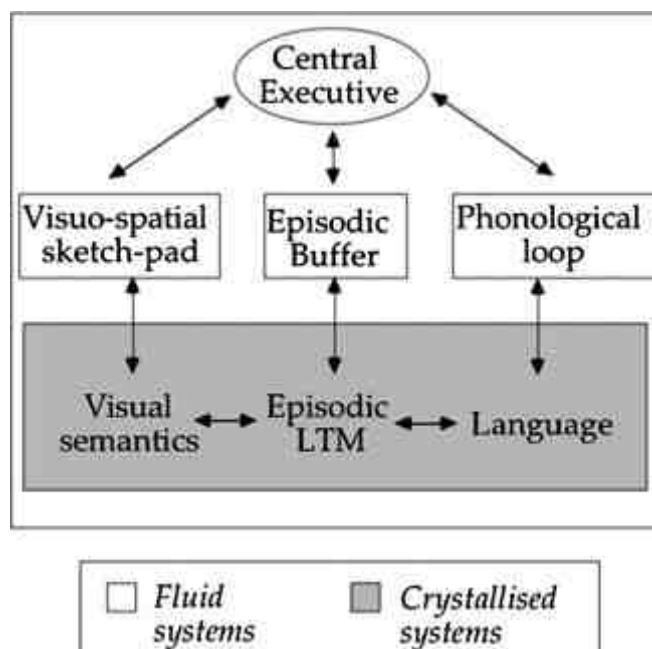 Central
Executive
Visuo-spatial
sketch-pad
Episodic
Buffer
Phonological
loop
Visual
semantics
Episodic
LTM
Language
Fluid
systems
Crystallised
systems